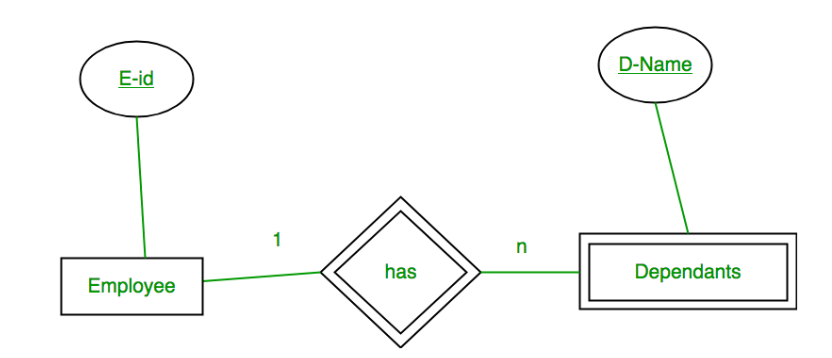 E-id
D-Name
1
n
has
Employee
Dependants